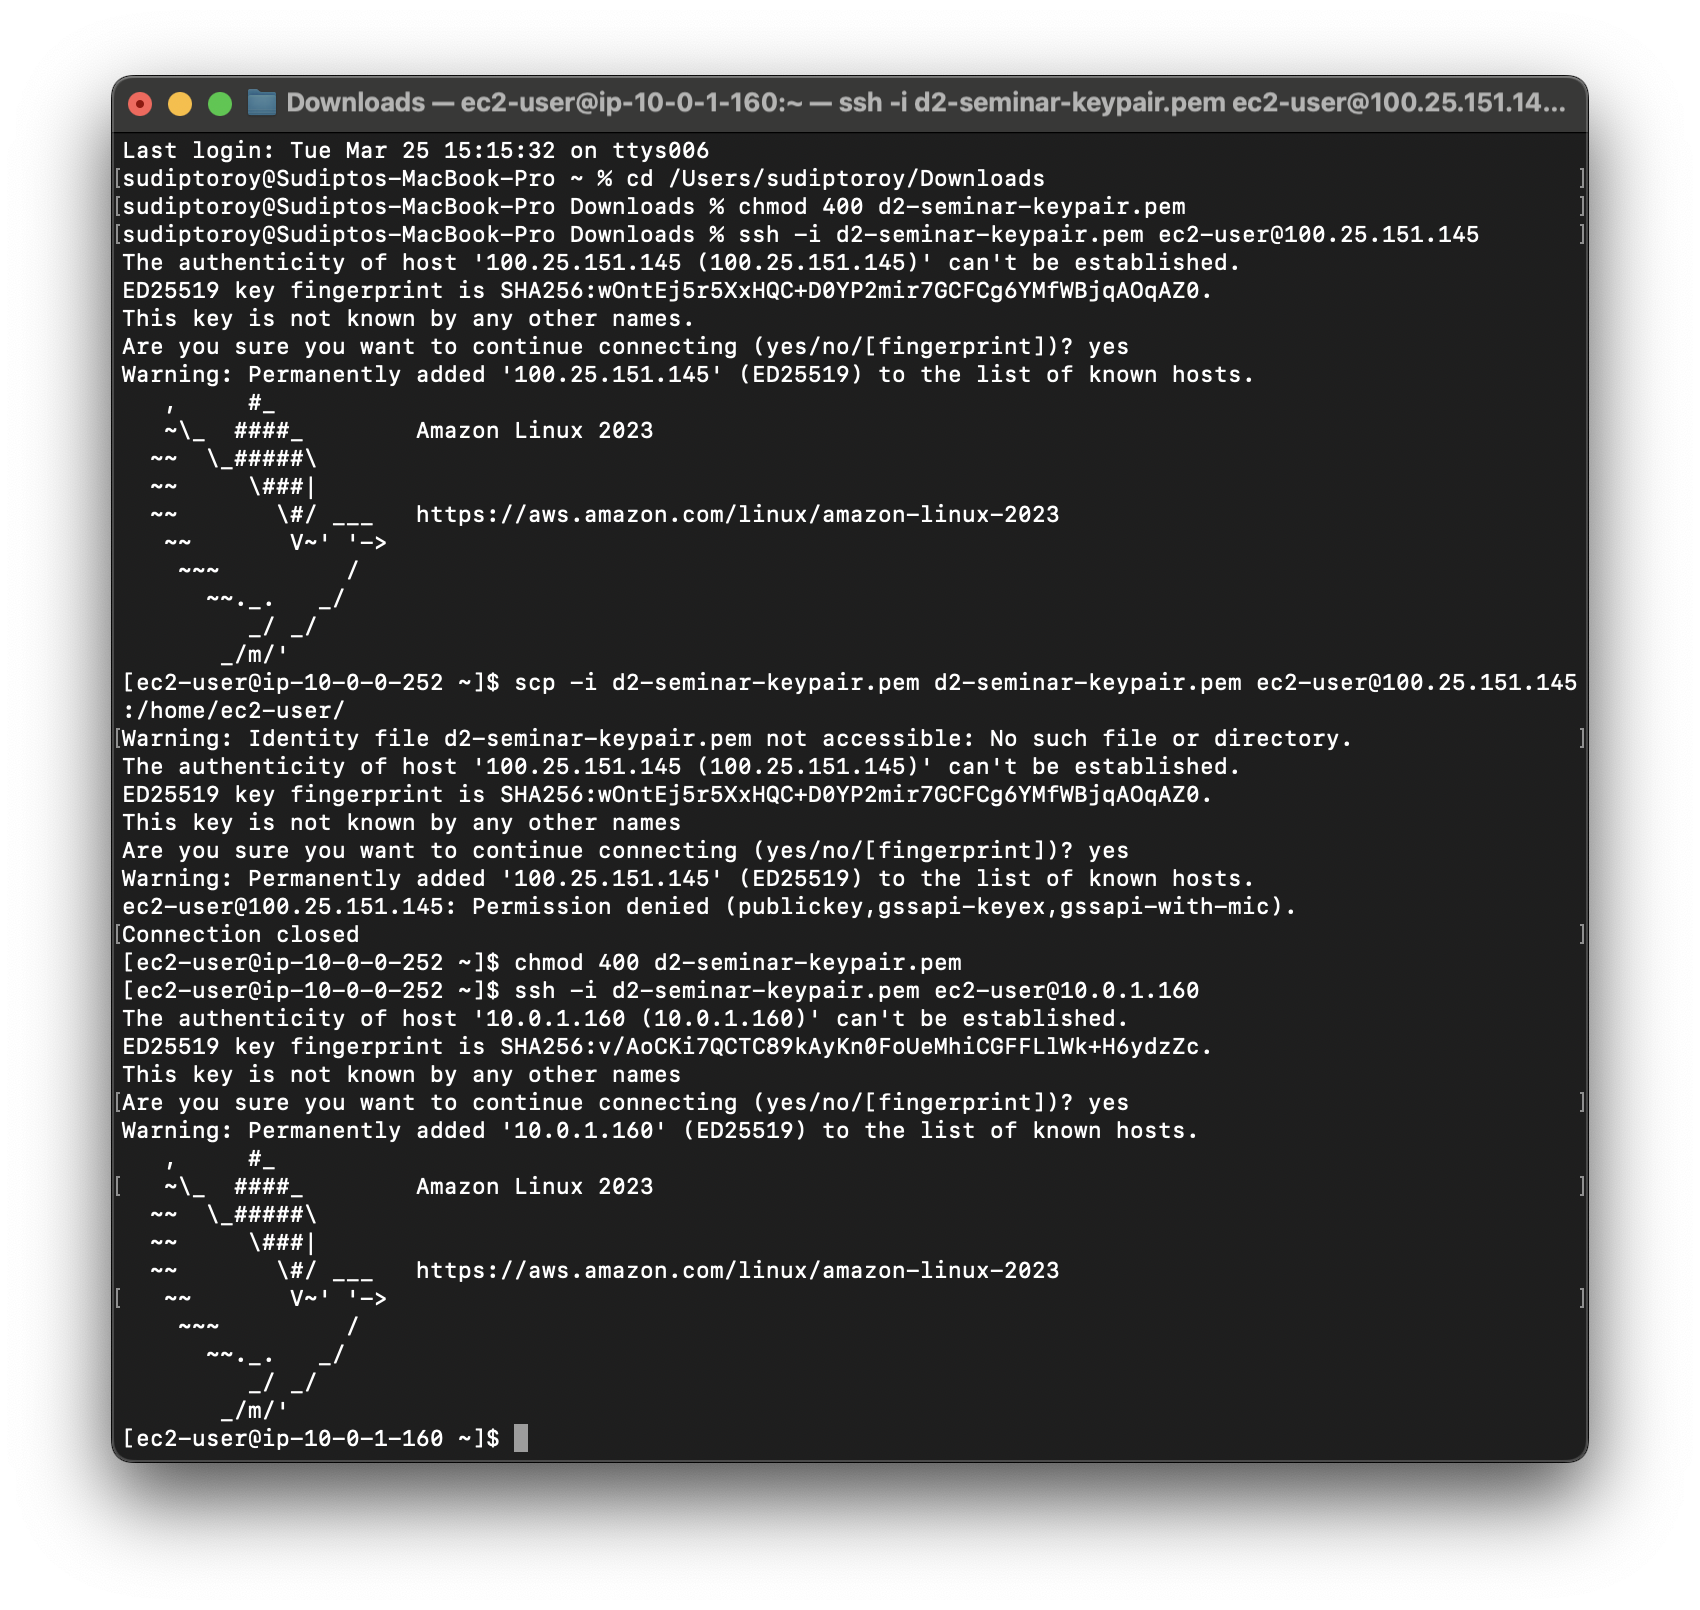 Downloads — ec2-user@ip-10-0-1-160:~ — ssh -i d2-seminar-keypair.pem ec2-user@100.25.151.14...
Last login: Tue Mar 25 15:15:32 on ttys006
[sudiptoroy@Sudiptos-MacBook-Pro ~ % cd /Users/sudiptoroy/Downloads ]
[sudiptoroy@Sudiptos-MacBook-Pro Downloads % chmod 400 d2-seminar-keypair.pem ]
[sudiptoroy@Sudiptos-MacBook-Pro Downloads % ssh -i d2-seminar-keypair.pem ec2-user@100.25.151.145 ]
The authenticity of host '100.25.151.145 (100.25.151.145)' can't be established.
ED25519 key fingerprint is SHA256:wOntEj5r5XxHQC+D0YP2mir7GCFCg6YMfWBjqAOqAZ0.
This key is not known by any other names.
Are you sure you want to continue connecting (yes/no/[fingerprint])? yes
Warning: Permanently added '100.25.151.145' (ED25519) to the list of known hosts.
   ,     #_
   ~\_  ####_        Amazon Linux 2023
  ~~  \_#####\
  ~~     \###|
  ~~       \#/ ___   https://aws.amazon.com/linux/amazon-linux-2023
   ~~       V~' '->
    ~~~         /
      ~~._.   _/
         _/ _/
       _/m/'
[ec2-user@ip-10-0-0-252 ~]$ scp -i d2-seminar-keypair.pem d2-seminar-keypair.pem ec2-user@100.25.151.145
:/home/ec2-user/
[Warning: Identity file d2-seminar-keypair.pem not accessible: No such file or directory. ]
The authenticity of host '100.25.151.145 (100.25.151.145)' can't be established.
ED25519 key fingerprint is SHA256:wOntEj5r5XxHQC+D0YP2mir7GCFCg6YMfWBjqAOqAZ0.
This key is not known by any other names
Are you sure you want to continue connecting (yes/no/[fingerprint])? yes
Warning: Permanently added '100.25.151.145' (ED25519) to the list of known hosts.
ec2-user@100.25.151.145: Permission denied (publickey,gssapi-keyex,gssapi-with-mic).
[Connection closed ]
[ec2-user@ip-10-0-0-252 ~]$ chmod 400 d2-seminar-keypair.pem
[ec2-user@ip-10-0-0-252 ~]$ ssh -i d2-seminar-keypair.pem ec2-user@10.0.1.160
The authenticity of host '10.0.1.160 (10.0.1.160)' can't be established.
ED25519 key fingerprint is SHA256:v/AoCKi7QCTC89kAyKn0FoUeMhiCGFFLlWk+H6ydzZc.
This key is not known by any other names
[Are you sure you want to continue connecting (yes/no/[fingerprint])? yes ]
Warning: Permanently added '10.0.1.160' (ED25519) to the list of known hosts.
   ,     #_
[  ~\_  ####_        Amazon Linux 2023 ]
  ~~  \_#####\
  ~~     \###|
  ~~       \#/ ___   https://aws.amazon.com/linux/amazon-linux-2023
[  ~~       V~' '-> ]
    ~~~         /
      ~~._.   _/
         _/ _/
       _/m/'
[ec2-user@ip-10-0-1-160 ~]$